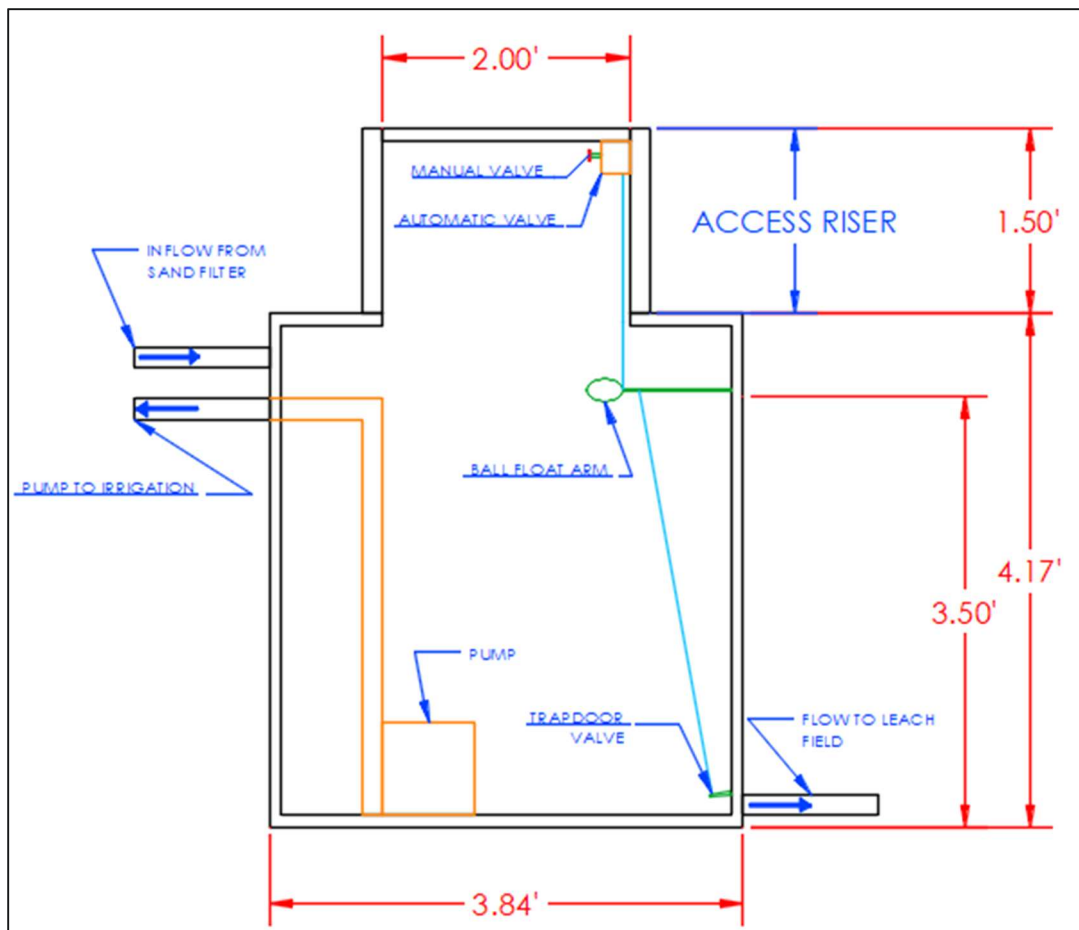 2.00'
MANUAL VALVE
AUTOMATIC VALVE
ACCESS RISER
1.50'
INFLOW FROM
SAND FILTER
PUMP TO IRRIGATION
BALL FLOAT ARM
4.17'
3.50'
PUMP
TRAPDOOR
VALVE
FLOW TO LEACH
FIELD
3.84'